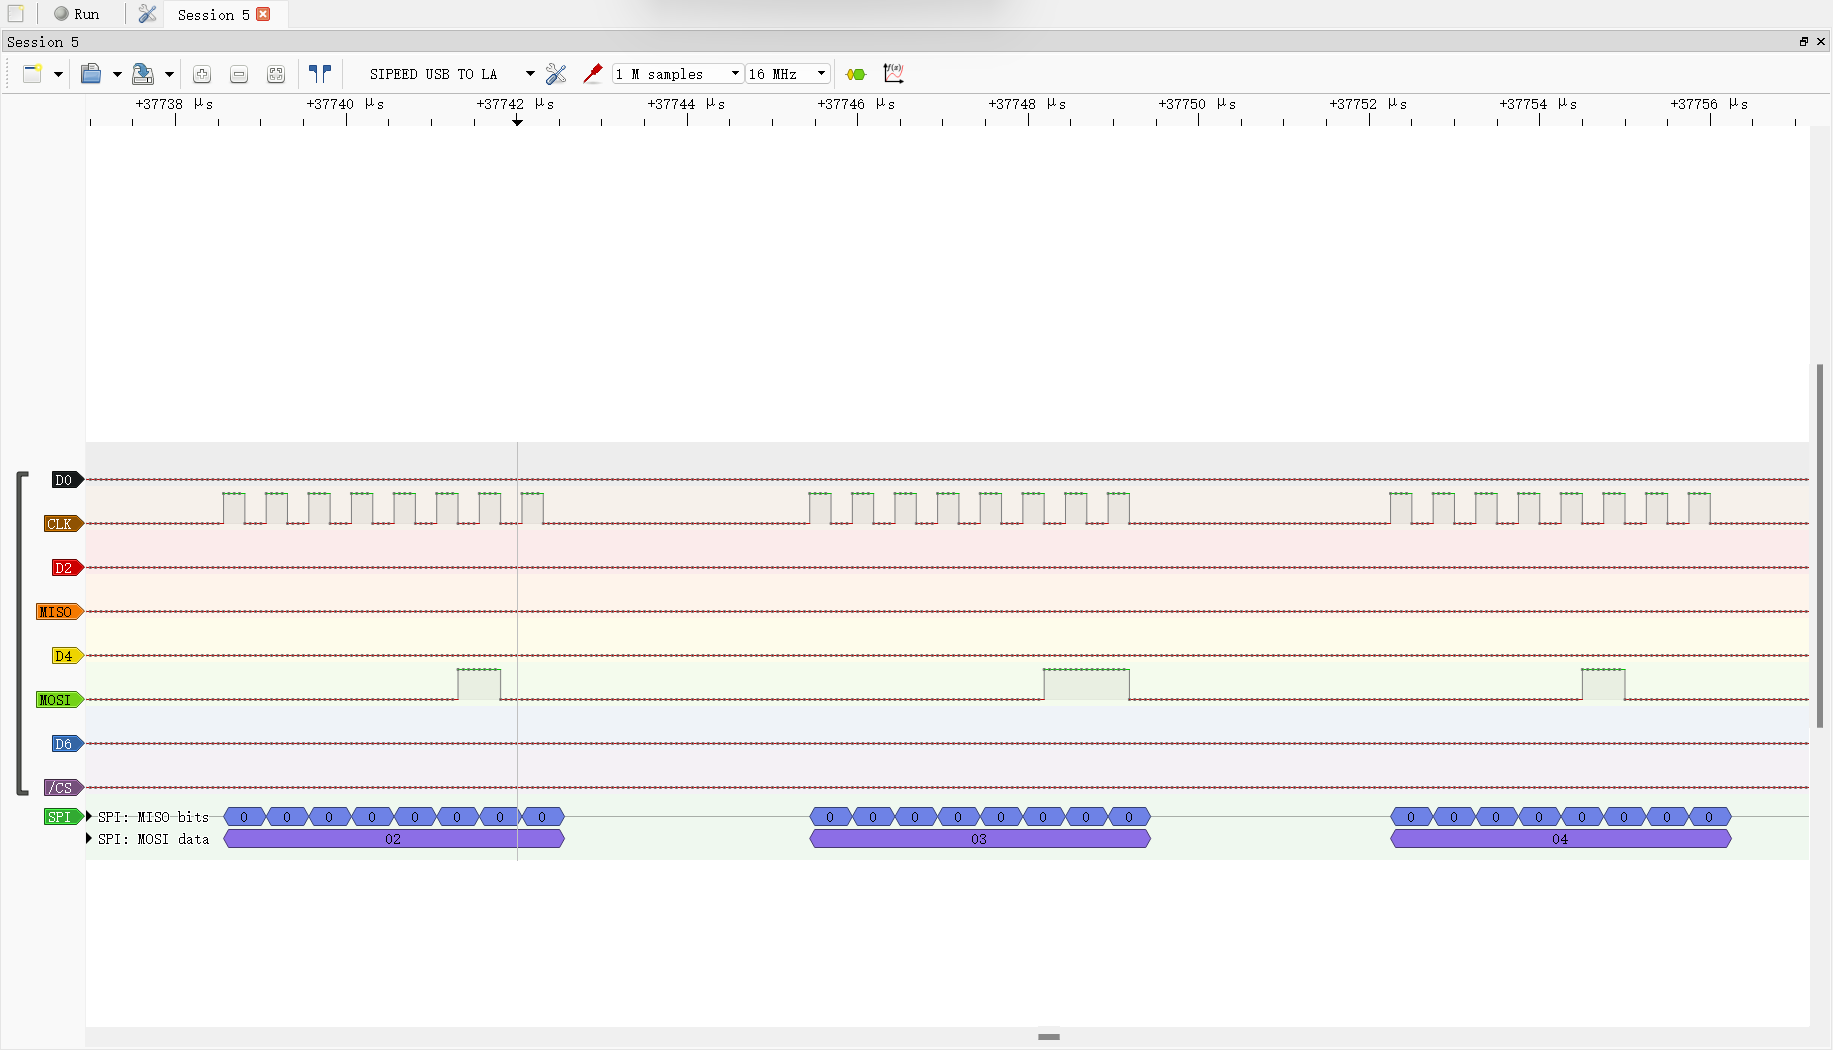 Run
Session 5
Session 5
SIPEED USB TO LA
1 M samples
16 MHz
f(x)
+37738 μs +37740 μs +37742 μs +37744 μs +37746 μs +37748 μs +37750 μs +37752 μs +37754 μs +37756 μs
D0
CLK
D2
MISO
D4
MOSI
D6
/CS
SPI SPI: MISO bits 0 0 0 0 0 0 0 0 0 0 0 0 0 0 0 0 0 0 0 0 0 0 0 0
SPI: MOSI data 02 03 04